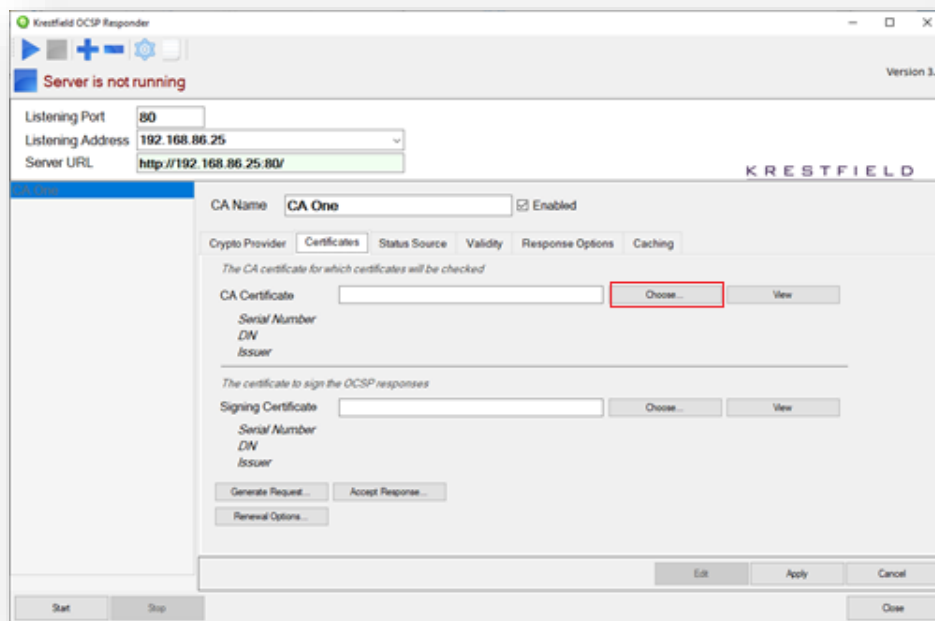 Krestfield OCSP Responder
Server is not running
Version 3.
Listening Port 80
Listening Address 192.168.86.25
Server URL http://192.168.86.25:80/
KRESTFIELD
CA One
CA Name CA One Enabled
Crypto Provider Certificates Status Source Validity Response Options Caching
The CA certificate for which certificates will be checked
CA Certificate Choose... View
Serial Number
DN
Issuer
The certificate to sign the OCSP responses
Signing Certificate Choose... View
Serial Number
DN
Issuer
Generate Request... Accept Response...
Renewal Options...
Edit Apply Cancel
Start Stop Close